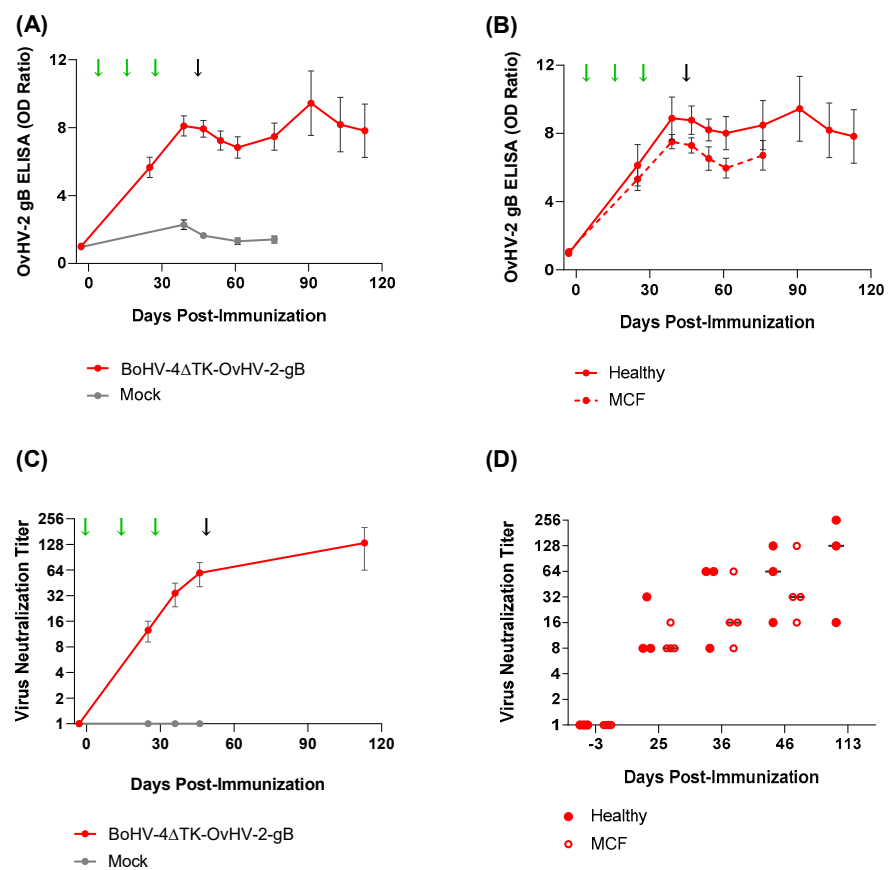 (A)
OvHV-2 gB ELISA (OD Ratio)
12
8
4
0
0 30 60 90 120
Days Post-Immunization
BoHV-4ΔTK-OvHV-2-gB
Mock
(B)
OvHV-2 gB ELISA (OD Ratio)
12
8
4
0
0 30 60 90 120
Days Post-Immunization
Healthy
MCF
(C)
Virus Neutralization Titer
256
128
64
32
16
8
4
2
1
0 30 60 90 120
Days Post-Immunization
BoHV-4ΔTK-OvHV-2-gB
Mock
(D)
Virus Neutralization Titer
256
128
64
32
16
8
4
2
1
-3 25 36 46 113
Days Post-Immunization
Healthy
MCF